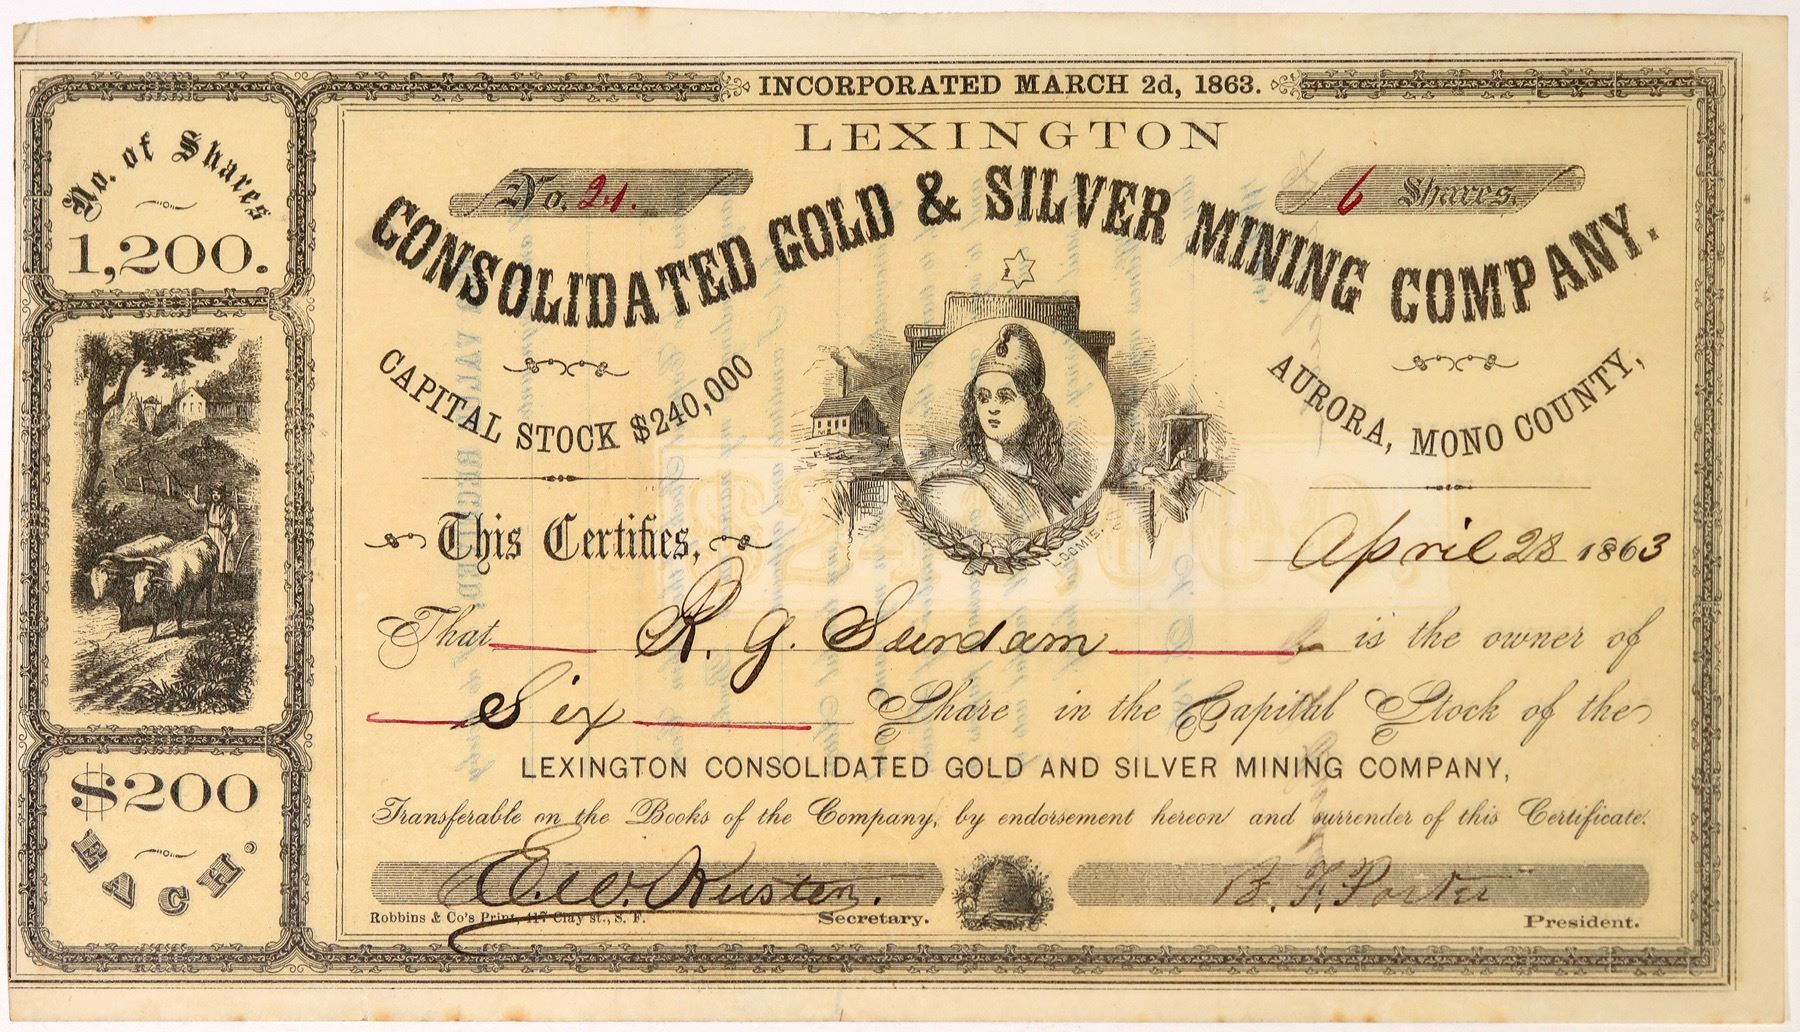 INCORPORATED MARCH 2d, 1863.
LEXINGTON
CONSOLIDATED GOLD & SILVER MINING COMPANY.
No. 21.
6 Shares.
No. of Shares
1,200.
$200
EACH.
CAPITAL STOCK $240,000
AURORA, MONO COUNTY,
LOOMIS.
This Certifies,
April 28 1863
That R. G. Surdam is the owner of
Six Share in the Capital Stock of the
LEXINGTON CONSOLIDATED GOLD AND SILVER MINING COMPANY,
Transferable on the Books of the Company, by endorsement hereon and surrender of this Certificate.
Secretary.
B. F. Porter
President.
Robbins & Co's Print, 417 Clay st., S. F.